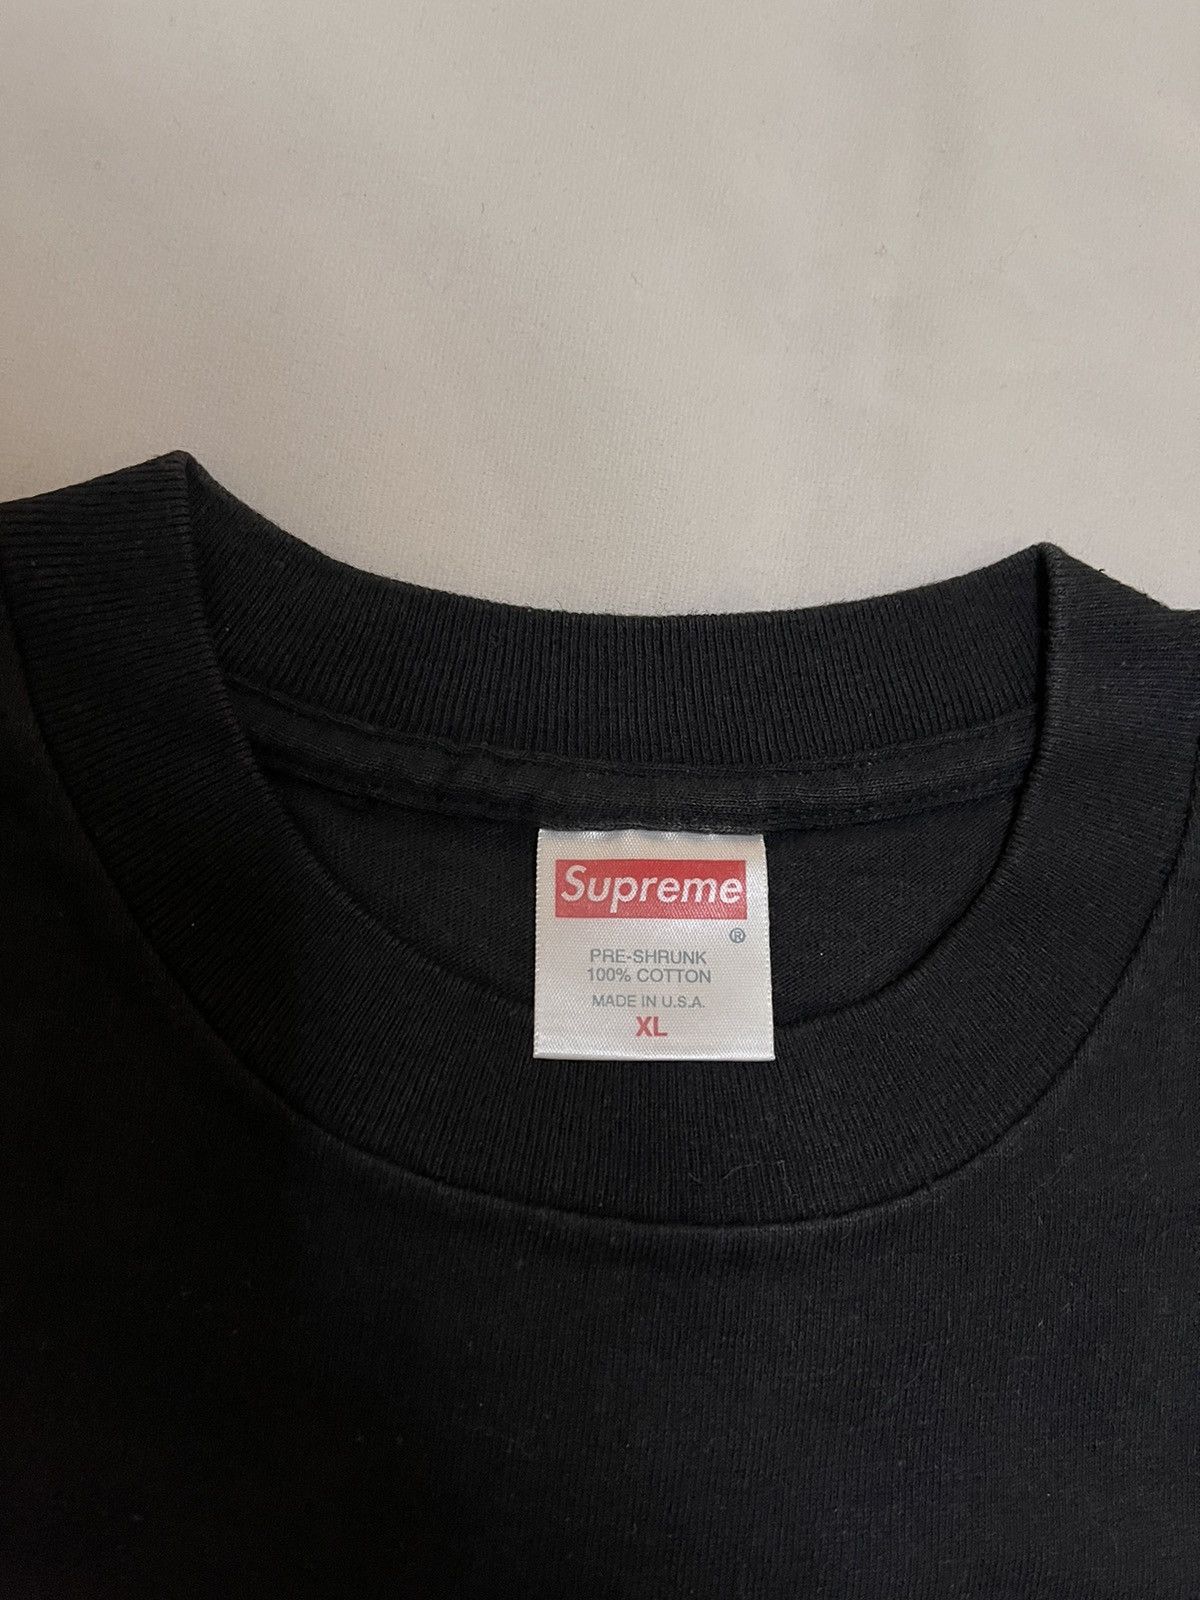 Supreme
®
PRE-SHRUNK
100% COTTON
MADE IN U.S.A.
XL